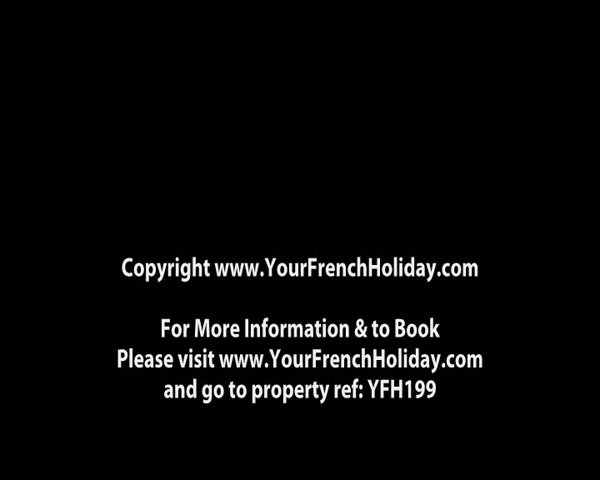 Copyright www.YourFrenchHoliday.com
For More Information & to Book
Please visit www.YourFrenchHoliday.com
and go to property ref: YFH199